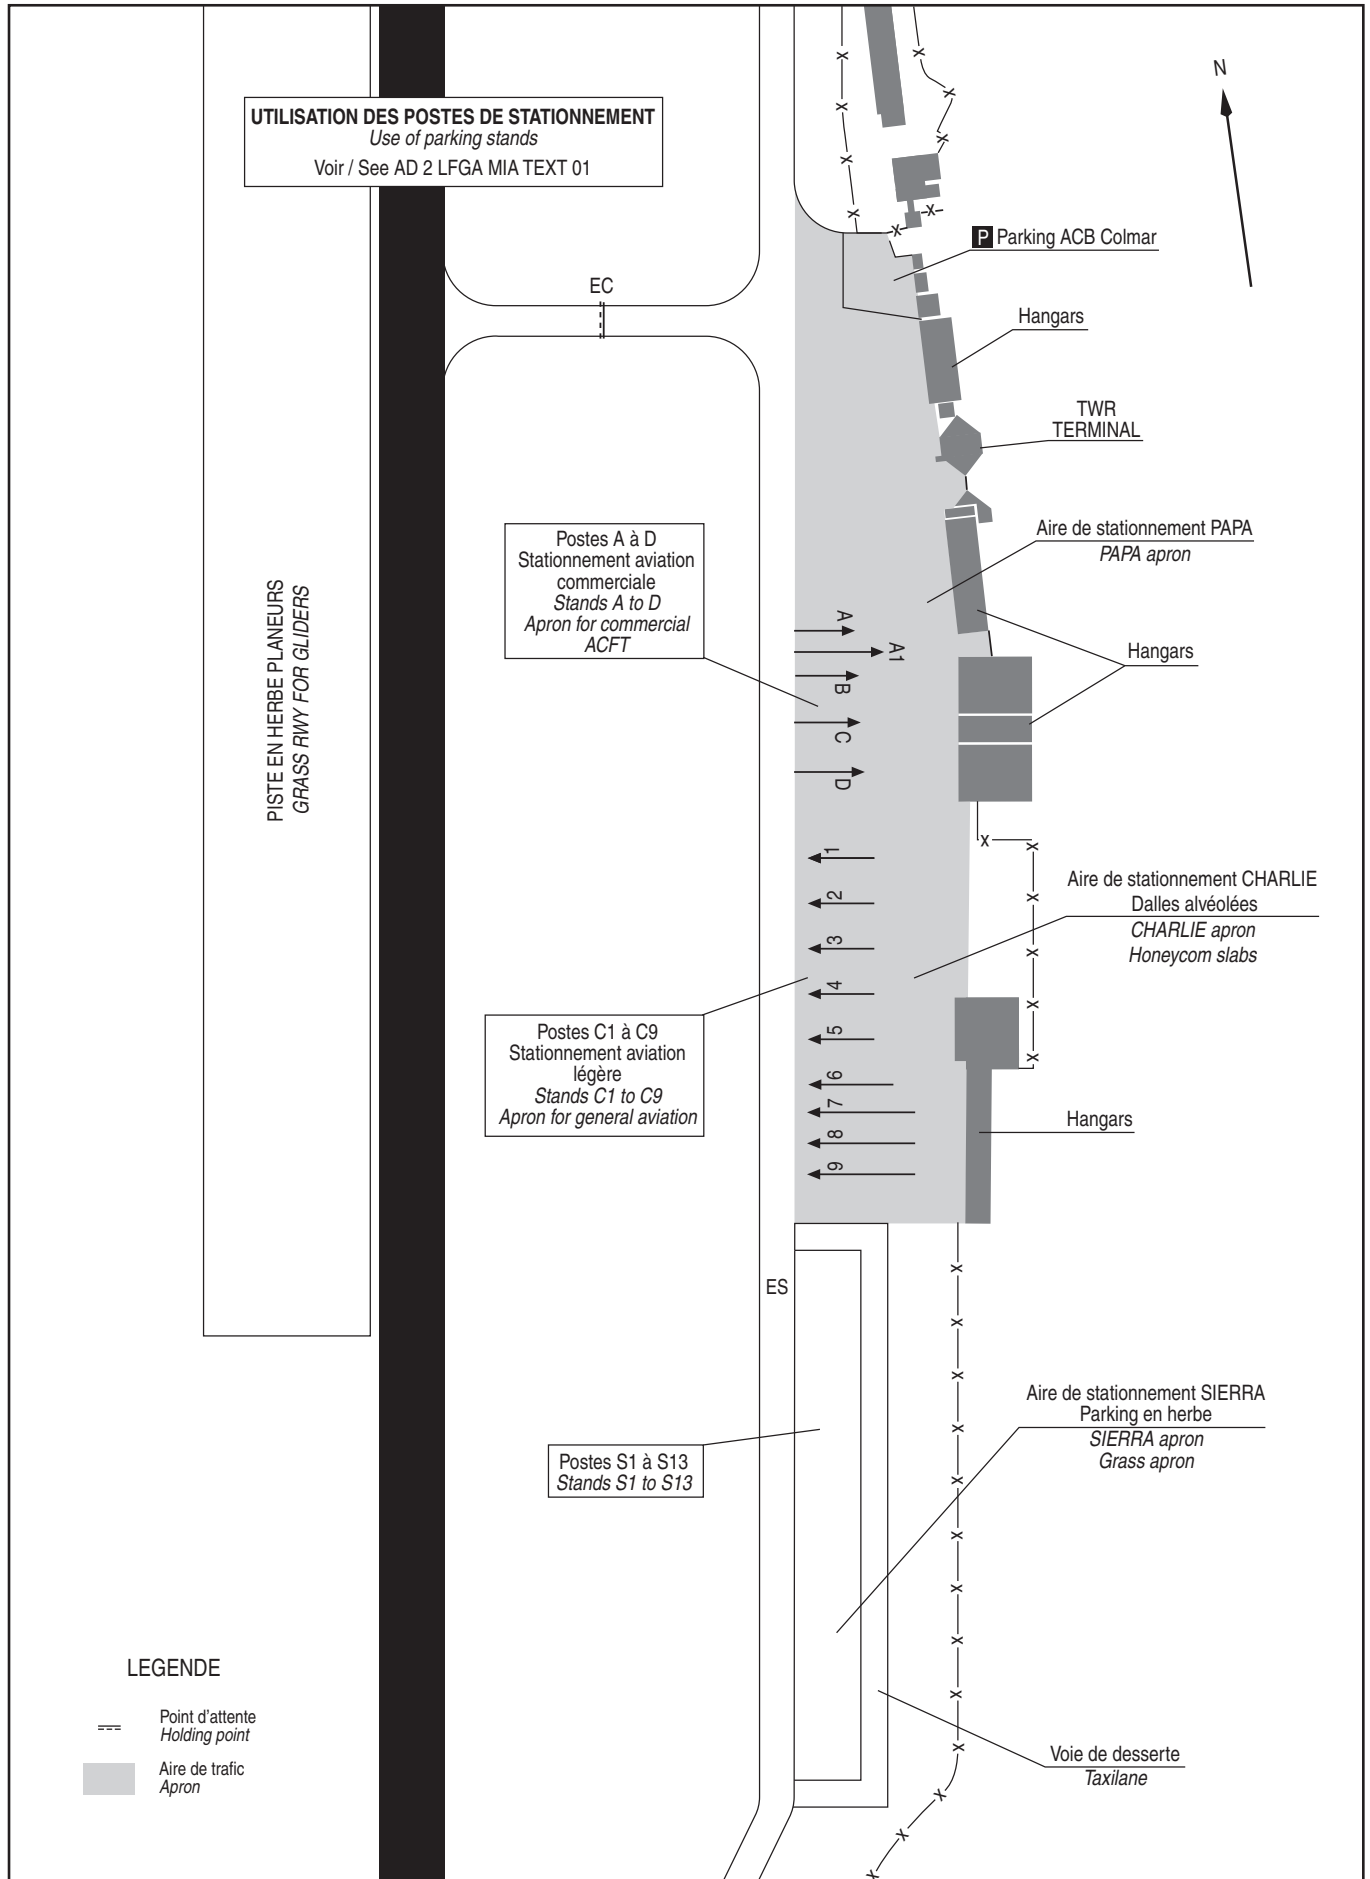 UTILISATION DES POSTES DE STATIONNEMENT
Use of parking stands
Voir / See AD 2 LFGA MIA TEXT 01
N
P Parking ACB Colmar
EC
Hangars
TWR
TERMINAL
Aire de stationnement PAPA
PAPA apron
Postes A à D
Stationnement aviation
commerciale
Stands A to D
Apron for commercial
ACFT
PISTE EN HERBE PLANEURS
GRASS RWY FOR GLIDERS
A
A1
B
C
D
Hangars
1
2
3
4
5
6
7
8
9
Aire de stationnement CHARLIE
Dalles alvéolées
CHARLIE apron
Honeycom slabs
Postes C1 à C9
Stationnement aviation
légère
Stands C1 to C9
Apron for general aviation
Hangars
ES
Aire de stationnement SIERRA
Parking en herbe
SIERRA apron
Grass apron
Postes S1 à S13
Stands S1 to S13
Voie de desserte
Taxilane
LEGENDE
Point d'attente
Holding point
Aire de trafic
Apron